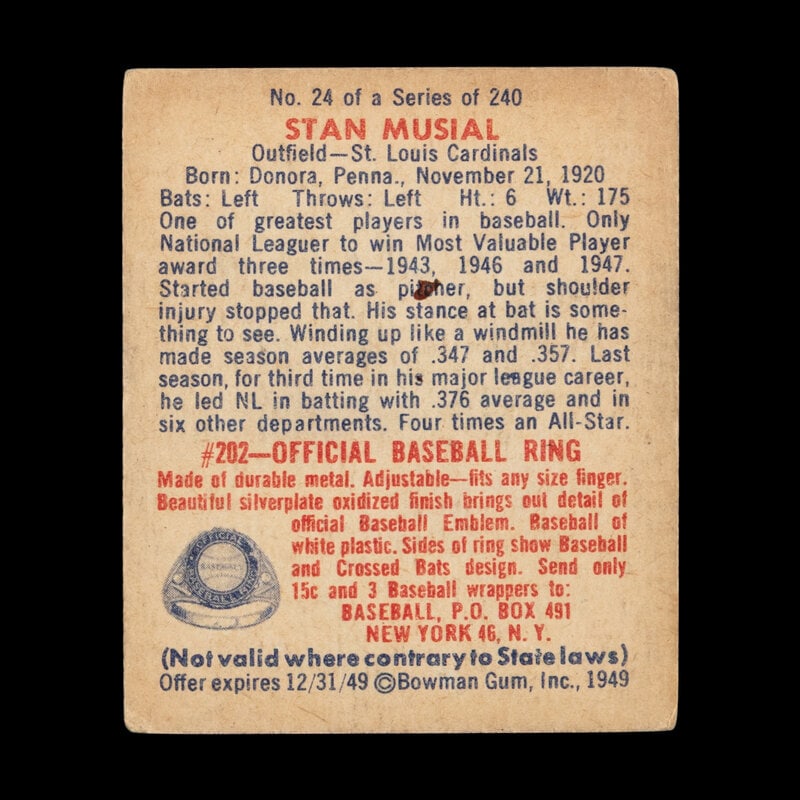 No. 24 of a Series of 240
STAN MUSIAL
Outfield—St. Louis Cardinals
Born: Donora, Penna., November 21, 1920
Bats: Left Throws: Left Ht.: 6 Wt.: 175
One of greatest players in baseball. Only
National Leaguer to win Most Valuable Player
award three times—1943, 1946 and 1947.
Started baseball as pitcher, but shoulder
injury stopped that. His stance at bat is some-
thing to see. Winding up like a windmill he has
made season averages of .347 and .357. Last
season, for third time in his major league career,
he led NL in batting with .376 average and in
six other departments. Four times an All-Star.
#202—OFFICIAL BASEBALL RING
Made of durable metal. Adjustable—fits any size finger.
Beautiful silverplate oxidized finish brings out detail of
official Baseball Emblem. Baseball of
white plastic. Sides of ring show Baseball
and Crossed Bats design. Send only
15c and 3 Baseball wrappers to:
BASEBALL, P.O. BOX 491
NEW YORK 46, N. Y.
OFFICIAL
BASEBALL
BASEBALL RING
(Not valid where contrary to State laws)
Offer expires 12/31/49 ©Bowman Gum, Inc., 1949